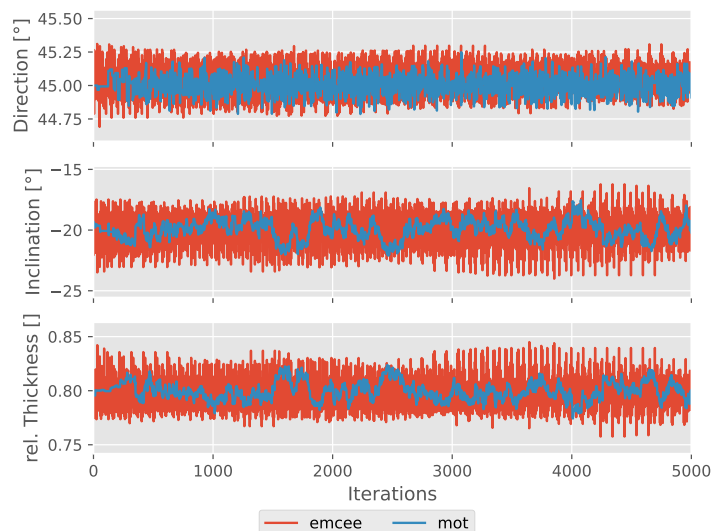 45.50
45.25
45.00
44.75
Direction [°]
−15
−20
−25
Inclination [°]
0.85
0.80
0.75
rel. Thickness []
0 1000 2000 3000 4000 5000
Iterations
emcee mot